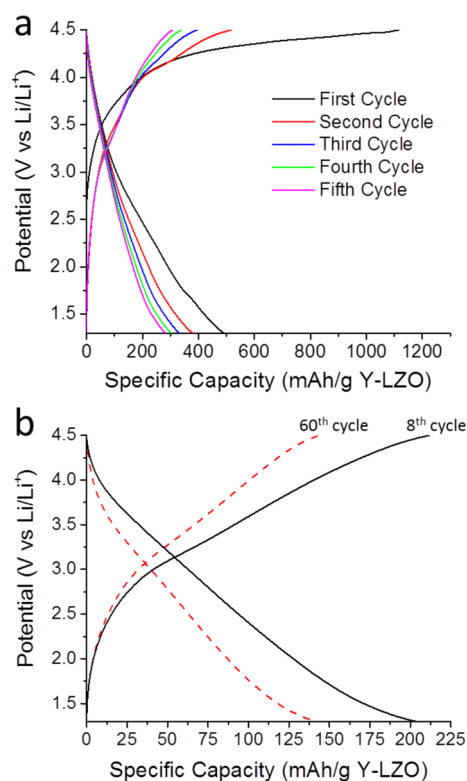 a
4.5
4.0
3.5
3.0
2.5
2.0
1.5
Potential (V vs Li/Li⁺)
First Cycle
Second Cycle
Third Cycle
Fourth Cycle
Fifth Cycle
0 200 400 600 800 1000 1200
Specific Capacity (mAh/g Y-LZO)
b
60th cycle 8th cycle
4.5
4.0
3.5
3.0
2.5
2.0
1.5
Potential (V vs Li/Li⁺)
0 25 50 75 100 125 150 175 200 225
Specific Capacity (mAh/g Y-LZO)